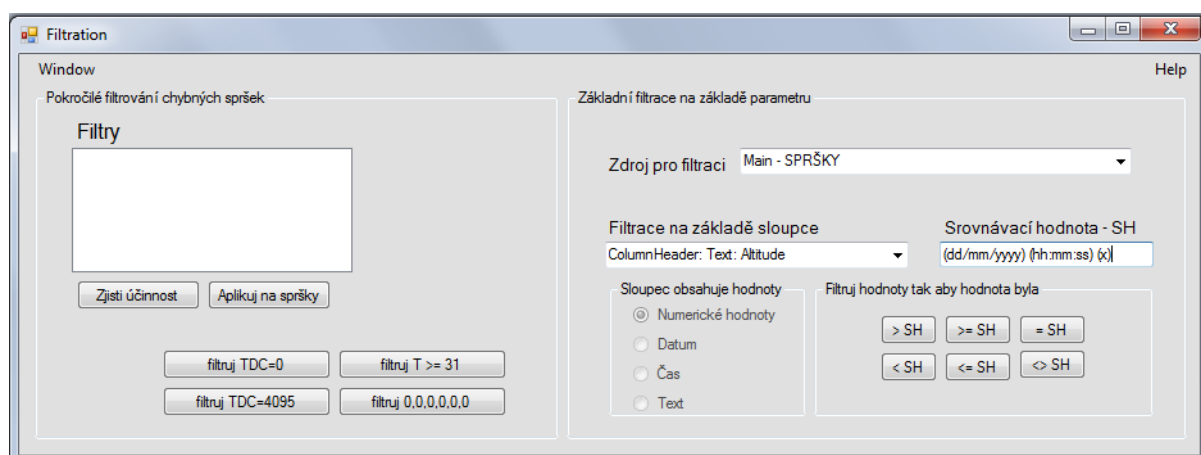 Filtration
Window
Help
Pokročilé filtrování chybných spršek
Filtry
Zjisti účinnost
Aplikuj na spršky
filtruj TDC=0
filtruj T >= 31
filtruj TDC=4095
filtruj 0,0,0,0,0,0
Základní filtrace na základě parametru
Zdroj pro filtraci
Main - SPRŠKY
Filtrace na základě sloupce
ColumnHeader: Text: Altitude
Srovnávací hodnota - SH
(dd/mm/yyyy) (hh:mm:ss) (x)
Sloupec obsahuje hodnoty
Numerické hodnoty
Datum
Čas
Text
Filtruj hodnoty tak aby hodnota byla
> SH
>= SH
= SH
< SH
<= SH
<> SH